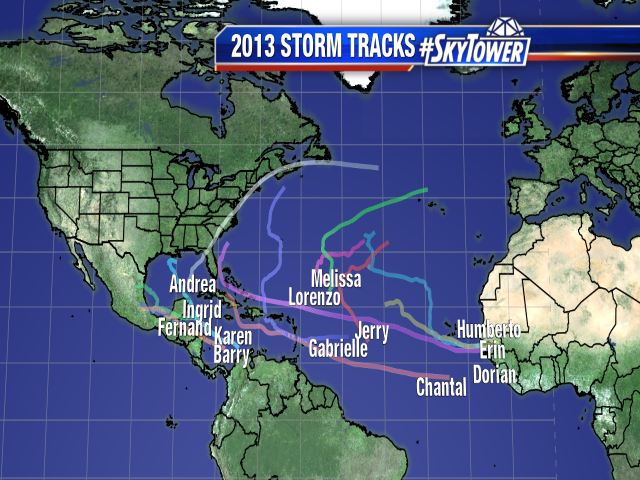 2013 STORM TRACKS #SKYTOWER
Andrea
Melissa
Lorenzo
Ingrid
Fernand
Karen
Barry
Jerry
Gabrielle
Humberto
Erin
Dorian
Chantal